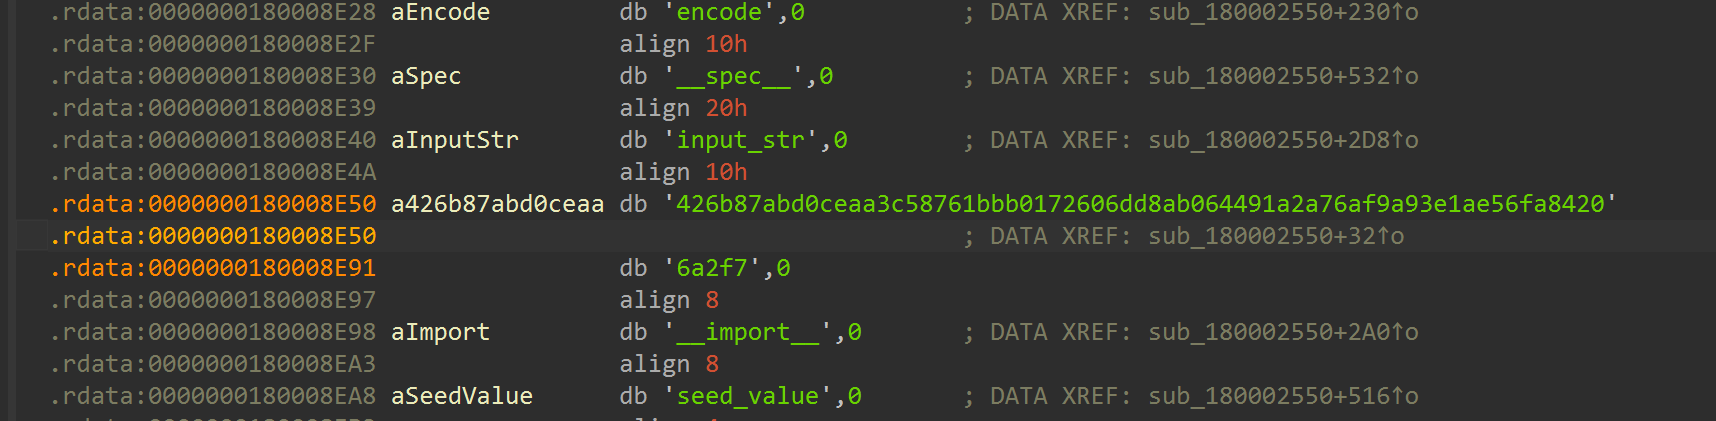 .rdata:0000000180008E28 aEncode db 'encode',0 ; DATA XREF: sub_180002550+230↑o
.rdata:0000000180008E2F align 10h
.rdata:0000000180008E30 aSpec db '__spec__',0 ; DATA XREF: sub_180002550+532↑o
.rdata:0000000180008E39 align 20h
.rdata:0000000180008E40 aInputStr db 'input_str',0 ; DATA XREF: sub_180002550+2D8↑o
.rdata:0000000180008E4A align 10h
.rdata:0000000180008E50 a426b87abd0ceaa db '426b87abd0ceaa3c58761bbb0172606dd8ab064491a2a76af9a93e1ae56fa8420'
.rdata:0000000180008E50 ; DATA XREF: sub_180002550+32↑o
.rdata:0000000180008E91 db '6a2f7',0
.rdata:0000000180008E97 align 8
.rdata:0000000180008E98 aImport db '__import__',0 ; DATA XREF: sub_180002550+2A0↑o
.rdata:0000000180008EA3 align 8
.rdata:0000000180008EA8 aSeedValue db 'seed_value',0 ; DATA XREF: sub_180002550+516↑o